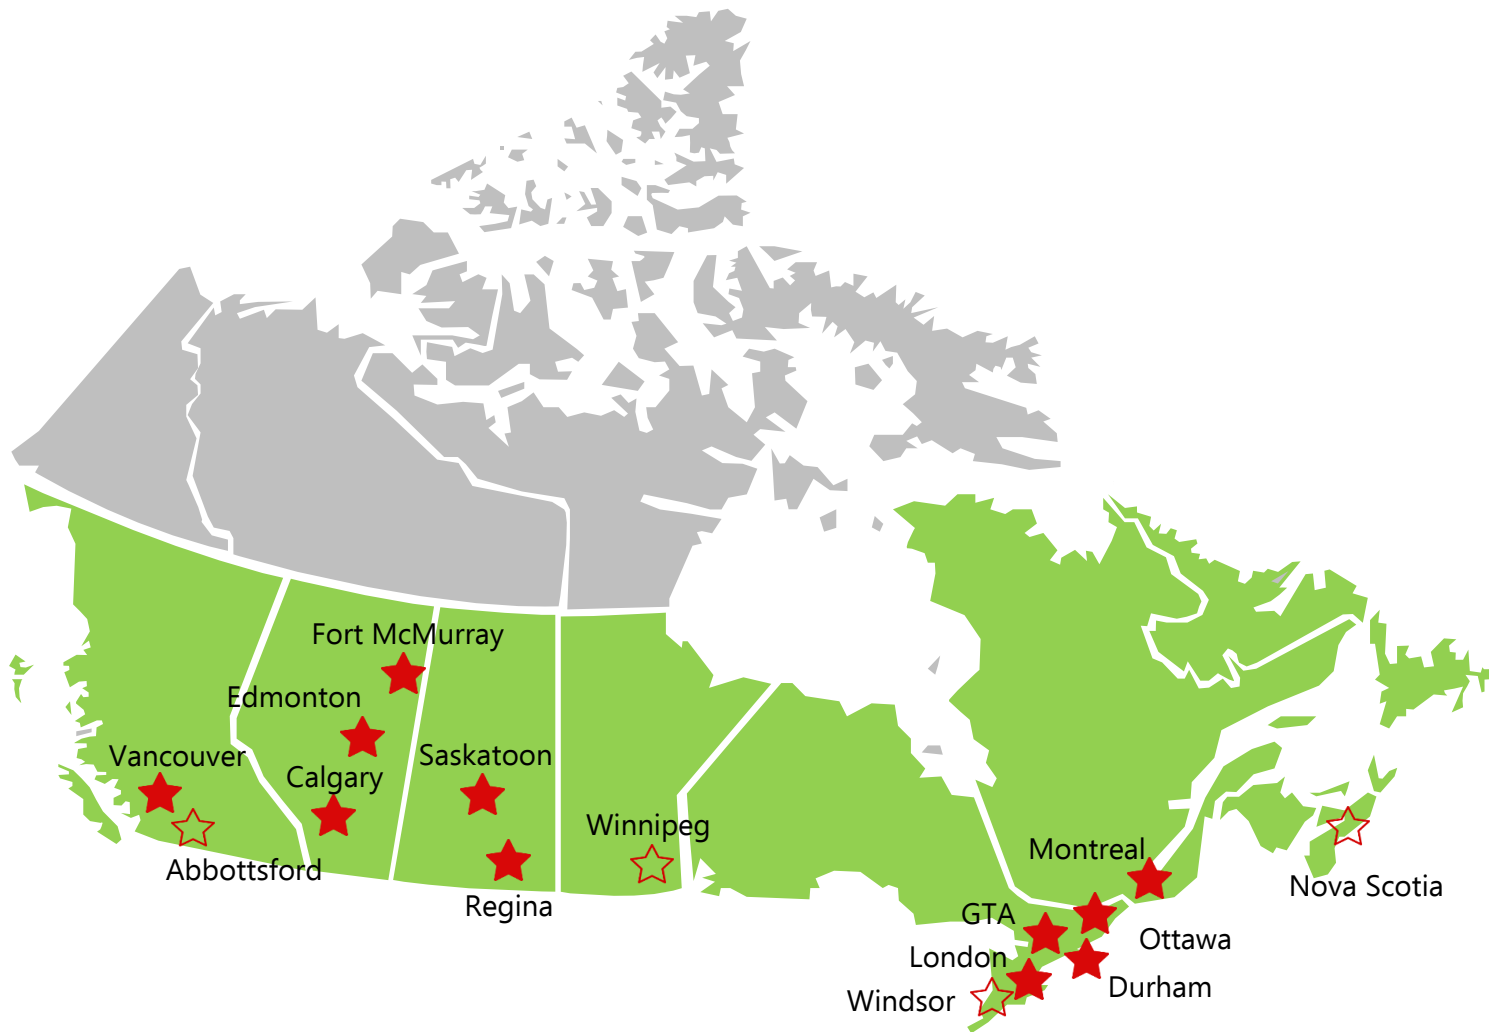 Fort McMurray
Edmonton
Vancouver
Calgary
Saskatoon
Winnipeg
Abbottsford
Regina
Montreal
Nova Scotia
GTA
Ottawa
London
Durham
Windsor